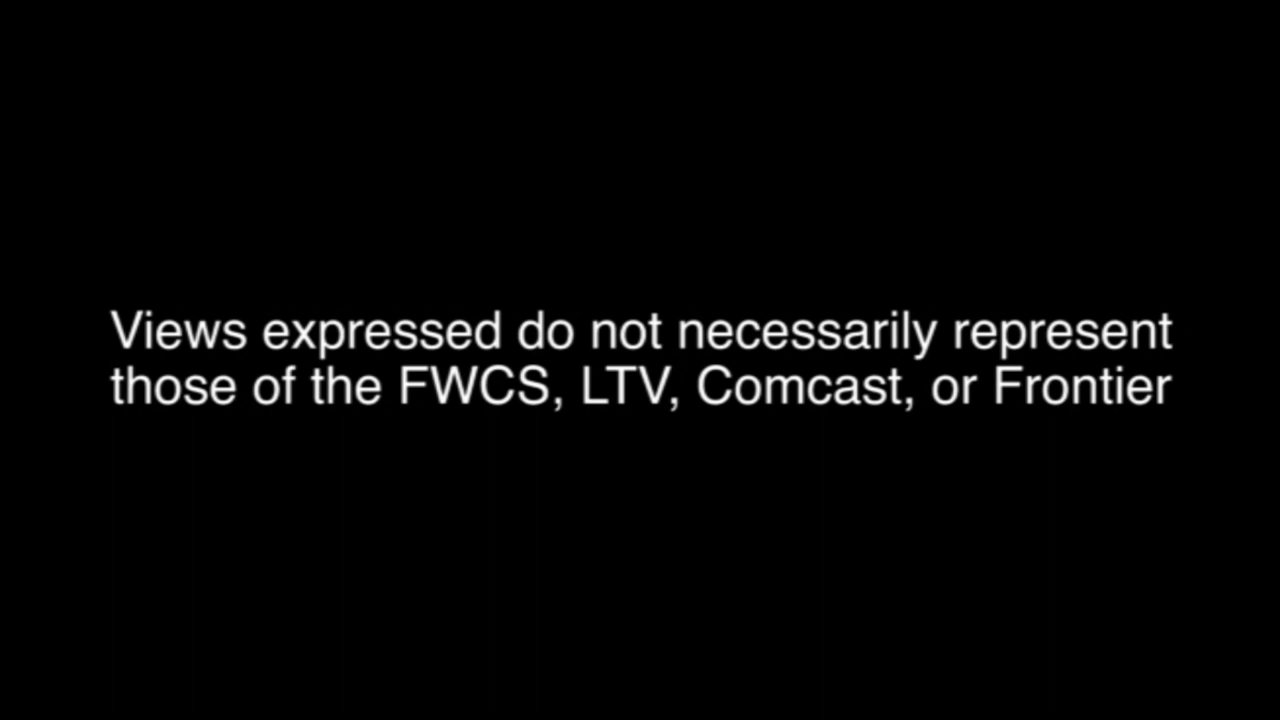 Views expressed do not necessarily represent
those of the FWCS, LTV, Comcast, or Frontier